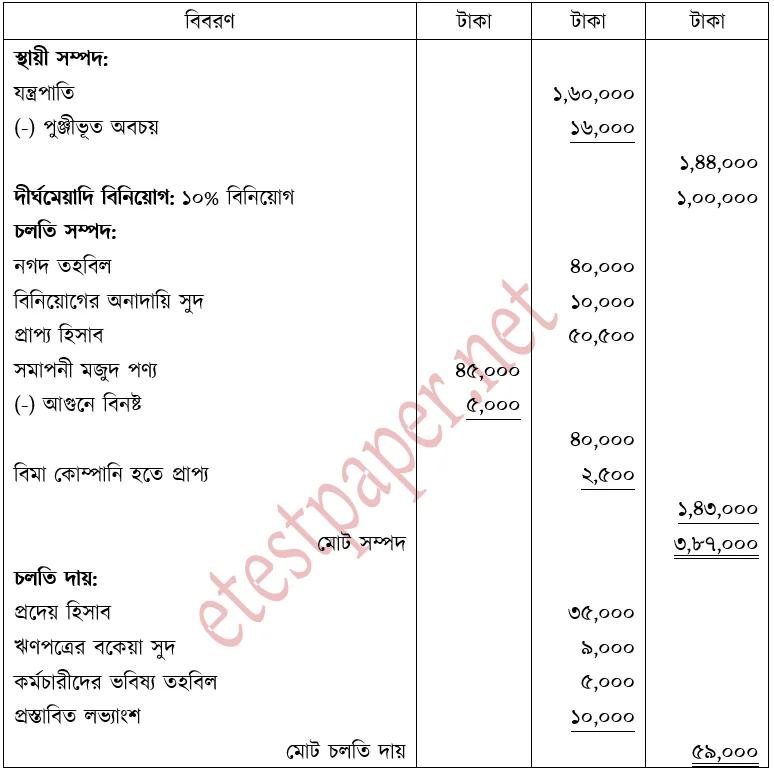 বিবরণ টাকা টাকা টাকা
স্থায়ী সম্পদ:
যন্ত্রপাতি ১,৬০,০০০
(-) পুঞ্জীভূত অবচয় ১৬,০০০
১,৪৪,০০০
দীর্ঘমেয়াদি বিনিয়োগ: ১০% বিনিয়োগ ১,০০,০০০
চলতি সম্পদ:
নগদ তহবিল ৪০,০০০
বিনিয়োগের অনাদায়ি সুদ ১০,০০০
প্রাপ্য হিসাব ৫০,৫০০
সমাপনী মজুদ পণ্য ৪৫,০০০
(-) আগুনে বিনষ্ট ৫,০০০
৪০,০০০
বিমা কোম্পানি হতে প্রাপ্য ২,৫০০
১,৪৩,০০০
মোট সম্পদ ৩,৮৭,০০০
চলতি দায়:
প্রদেয় হিসাব ৩৫,০০০
ঋণপত্রের বকেয়া সুদ ৯,০০০
কর্মচারীদের ভবিষ্য তহবিল ৫,০০০
প্রস্তাবিত লভ্যাংশ ১০,০০০
মোট চলতি দায় ৫৯,০০০
etestpaper.net